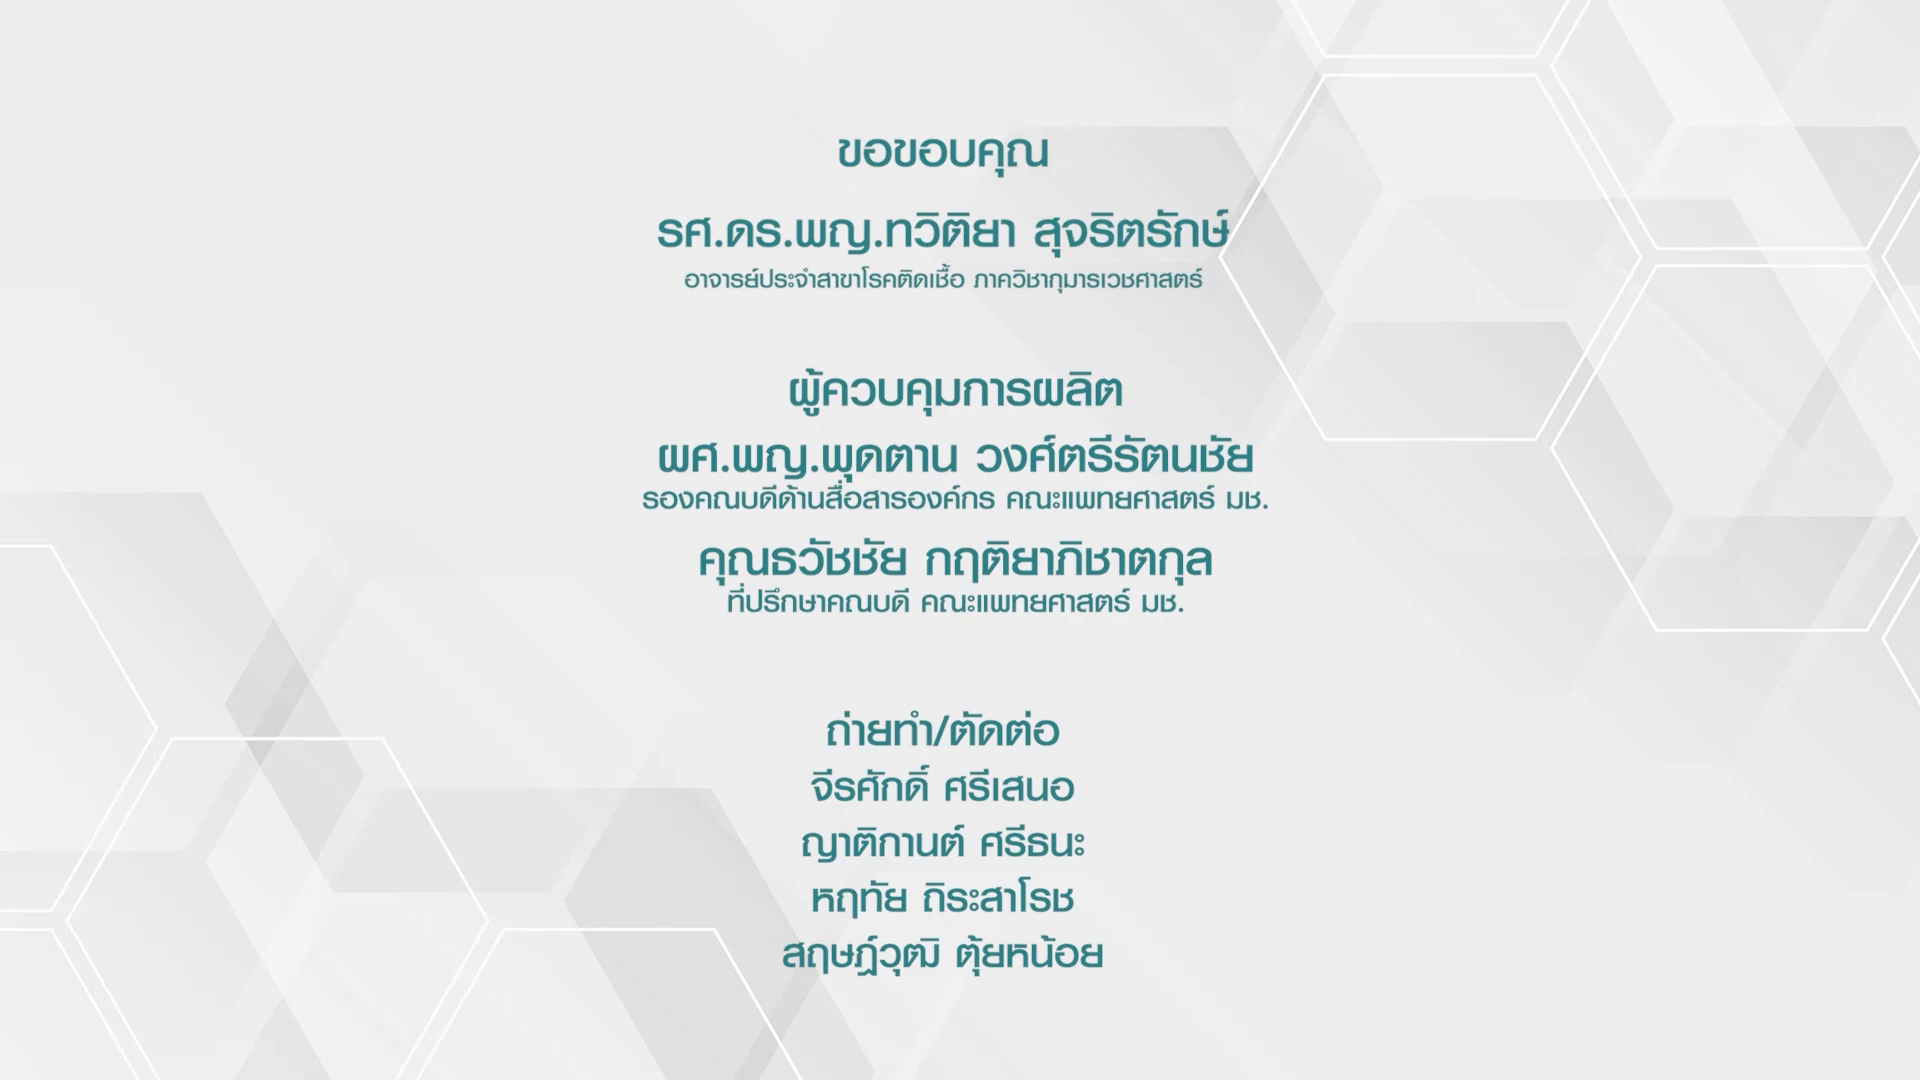 ขอขอบคุณ
รศ.ดร.พญ.ทวิติยา สุจริตรักษ์
อาจารย์ประจำสาขาโรคติดเชื้อ ภาควิชากุมารเวชศาสตร์
ผู้ควบคุมการผลิต
ผศ.พญ.พุดตาน วงศ์ตรีรัตนชัย
รองคณบดีด้านสื่อสารองค์กร คณะแพทยศาสตร์ มช.
คุณธวัชชัย กฤติยาภิชาตกุล
ที่ปรึกษาคณบดี คณะแพทยศาสตร์ มช.
ถ่ายทำ/ตัดต่อ
จีรศักดิ์ ศรีเสนอ
ญาติกานต์ ศรีธนะ
หฤทัย ถิระสาโรช
สฤษฎ์วุฒิ ตุ้ยหน้อย